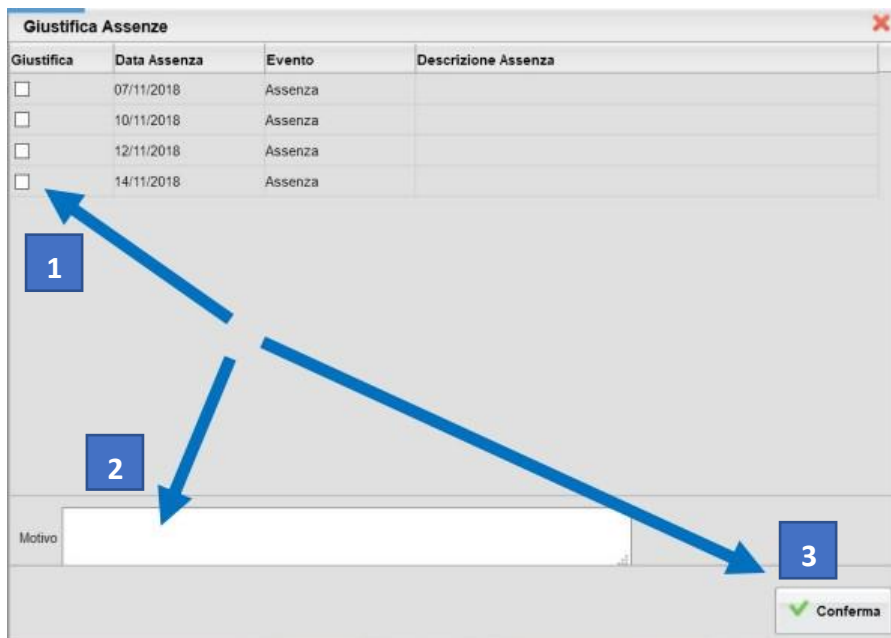 Giustifica Assenze
Giustifica Data Assenza Evento Descrizione Assenza
07/11/2018 Assenza
10/11/2018 Assenza
12/11/2018 Assenza
14/11/2018 Assenza
1
2
Motivo
3
Conferma